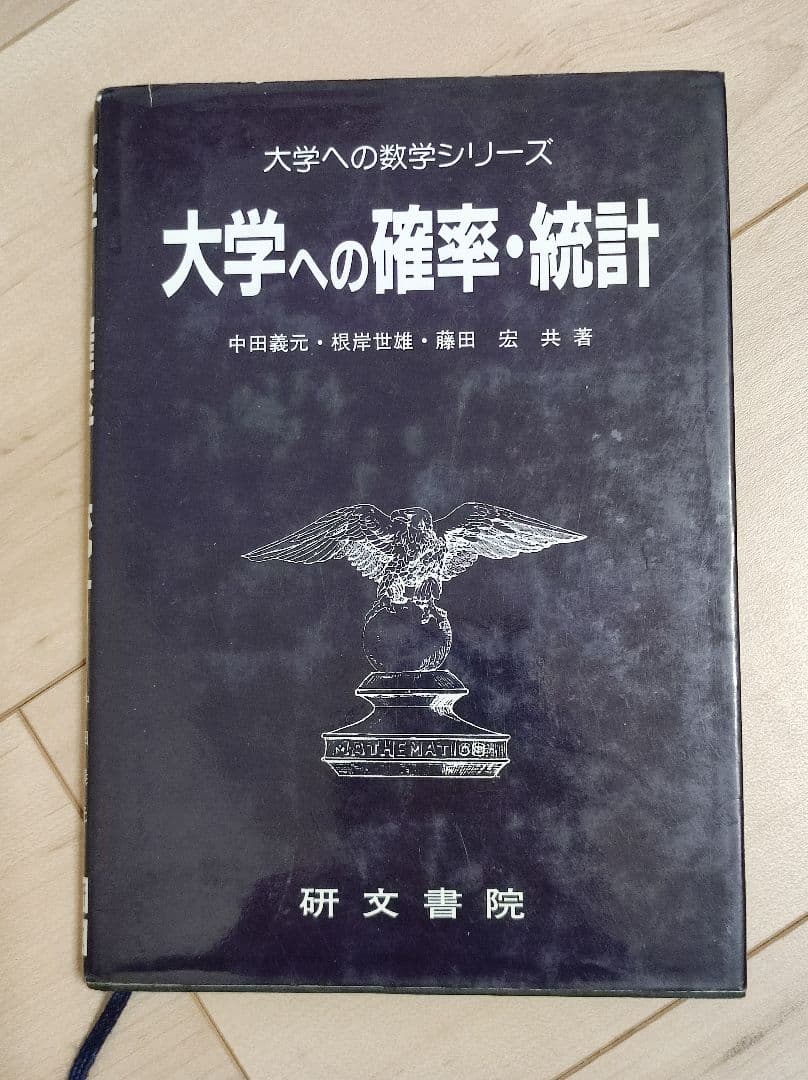 大学への数学シリーズ
大学への確率・統計
中田義元・根岸世雄・藤田 宏 共著
MATHEMATICS
研文書院